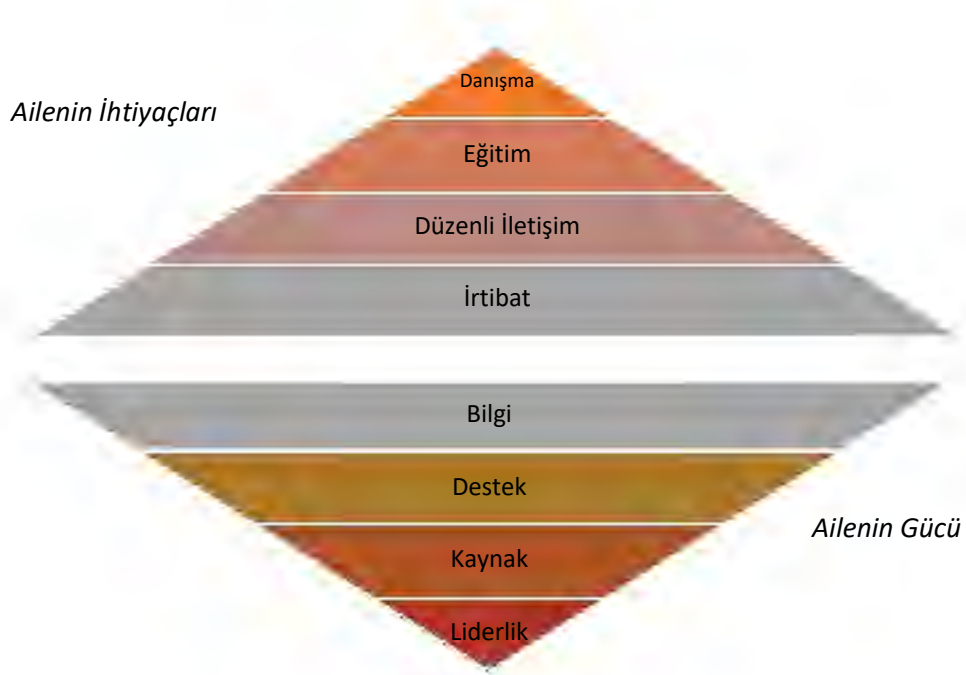 Danışma
Ailenin İhtiyaçları
Eğitim
Düzenli İletişim
İrtibat
Bilgi
Destek
Ailenin Gücü
Kaynak
Liderlik